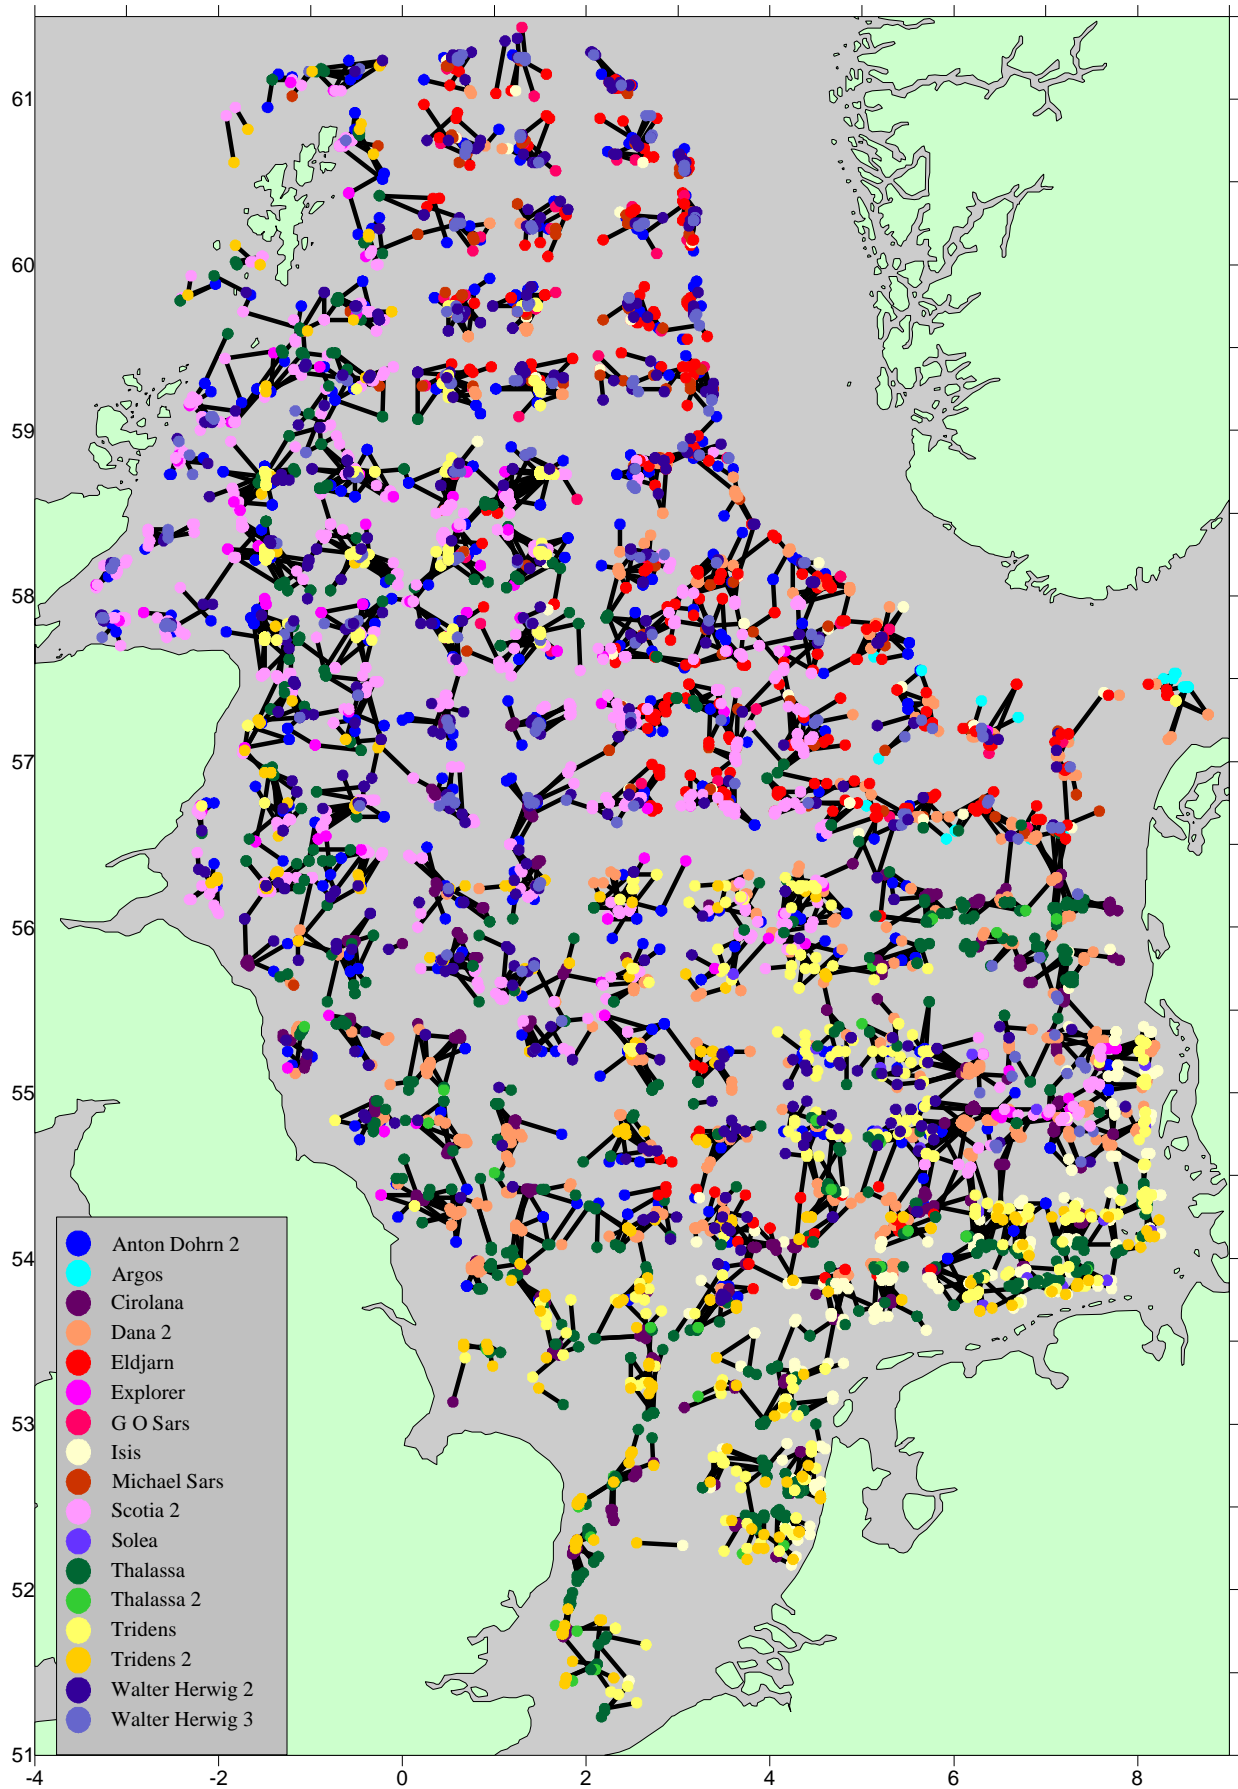 61
60
59
58
57
56
55
54
53
52
51
Anton Dohrn 2
Argos
Cirolana
Dana 2
Eldjarn
Explorer
G O Sars
Isis
Michael Sars
Scotia 2
Solea
Thalassa
Thalassa 2
Tridens
Tridens 2
Walter Herwig 2
Walter Herwig 3
-4 -2 0 2 4 6 8